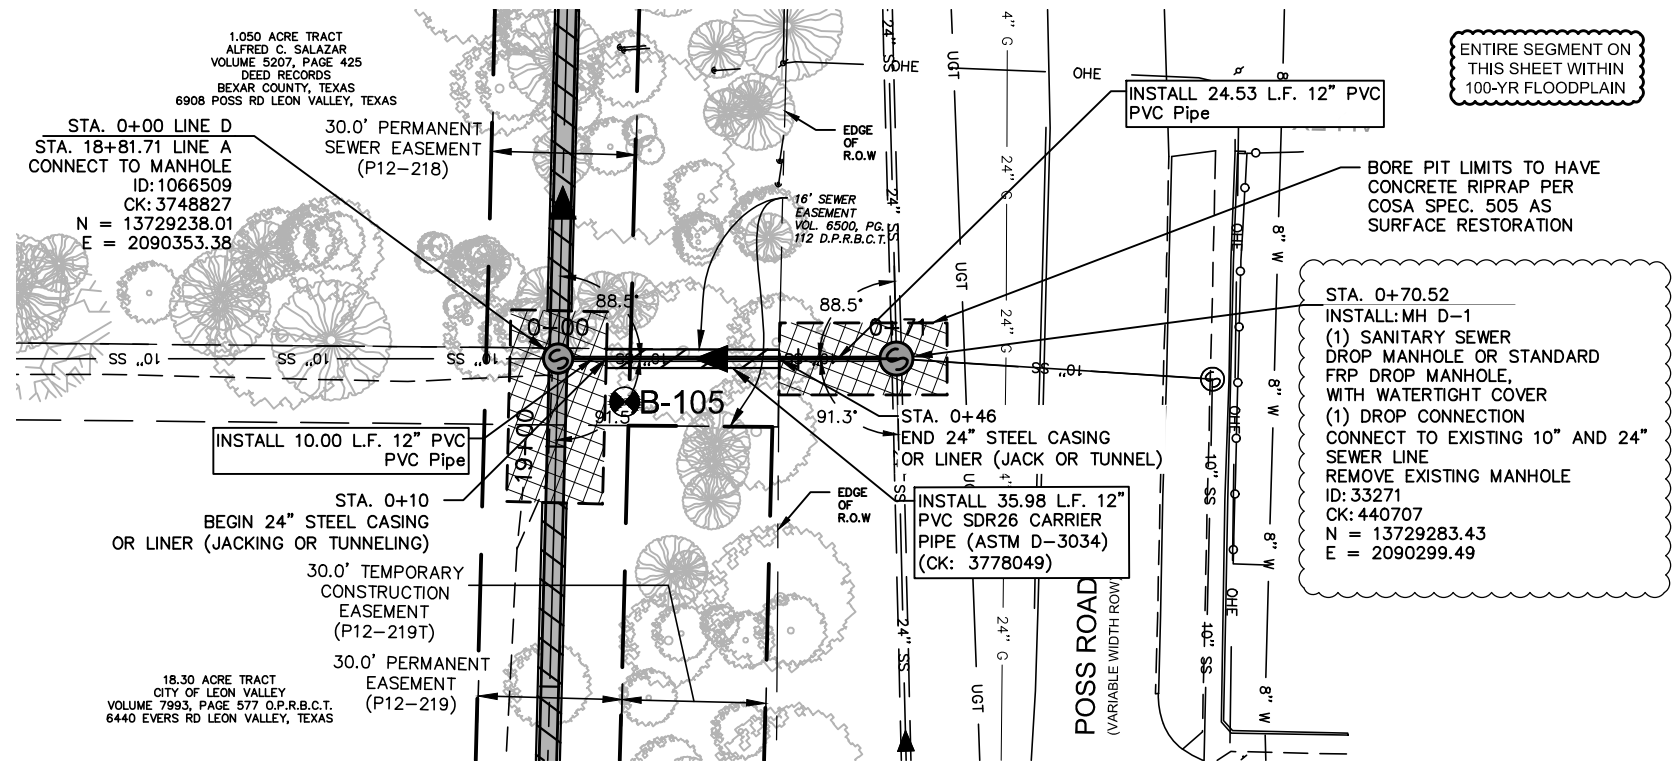 1.050 ACRE TRACT
ALFRED C. SALAZAR
VOLUME 5207, PAGE 425
DEED RECORDS
BEXAR COUNTY, TEXAS
6908 POSS RD LEON VALLEY, TEXAS
STA. 0+00 LINE D
STA. 18+81.71 LINE A
CONNECT TO MANHOLE
ID: 1066509
CK: 3748827
N = 13729238.01
E = 2090353.38
30.0' PERMANENT
SEWER EASEMENT
(P12-218)
EDGE
OF
R.O.W
16' SEWER
EASEMENT
VOL. 6500, PG.
112 D.P.R.B.C.T.
24" SS
OHE
UGT
4" G
OHE
8"
INSTALL 24.53 L.F. 12" PVC
PVC Pipe
ENTIRE SEGMENT ON
THIS SHEET WITHIN
100-YR FLOODPLAIN
BORE PIT LIMITS TO HAVE
CONCRETE RIPRAP PER
COSA SPEC. 505 AS
SURFACE RESTORATION
24" G
24" SS
OHE
8" W
UGT
24" G
88.5°
88.5°
0+00
0+71
STA. 0+70.52
INSTALL: MH D-1
(1) SANITARY SEWER
DROP MANHOLE OR STANDARD
FRP DROP MANHOLE,
WITH WATERTIGHT COVER
(1) DROP CONNECTION
CONNECT TO EXISTING 10" AND 24"
SEWER LINE
REMOVE EXISTING MANHOLE
ID: 33271
CK: 440707
N = 13729283.43
E = 2090299.49
10" SS
10" SS
10" SS
10" SS
S
S
S
8" W
OHE
B-105
91.5
91.3°
19+00
INSTALL 10.00 L.F. 12" PVC
PVC Pipe
STA. 0+46
END 24" STEEL CASING
OR LINER (JACK OR TUNNEL)
STA. 0+10
BEGIN 24" STEEL CASING
OR LINER (JACKING OR TUNNELING)
EDGE
OF
R.O.W
INSTALL 35.98 L.F. 12"
PVC SDR26 CARRIER
PIPE (ASTM D-3034)
(CK: 3778049)
SS
10" SS
8" W
30.0' TEMPORARY
CONSTRUCTION
EASEMENT
(P12-219T)
30.0' PERMANENT
EASEMENT
(P12-219)
18.30 ACRE TRACT
CITY OF LEON VALLEY
VOLUME 7993, PAGE 577 O.P.R.B.C.T.
6440 EVERS RD LEON VALLEY, TEXAS
24" SS
24" G
UGT
POSS ROAD
(VARIABLE WIDTH ROW)
OHE
10" SS
8" W